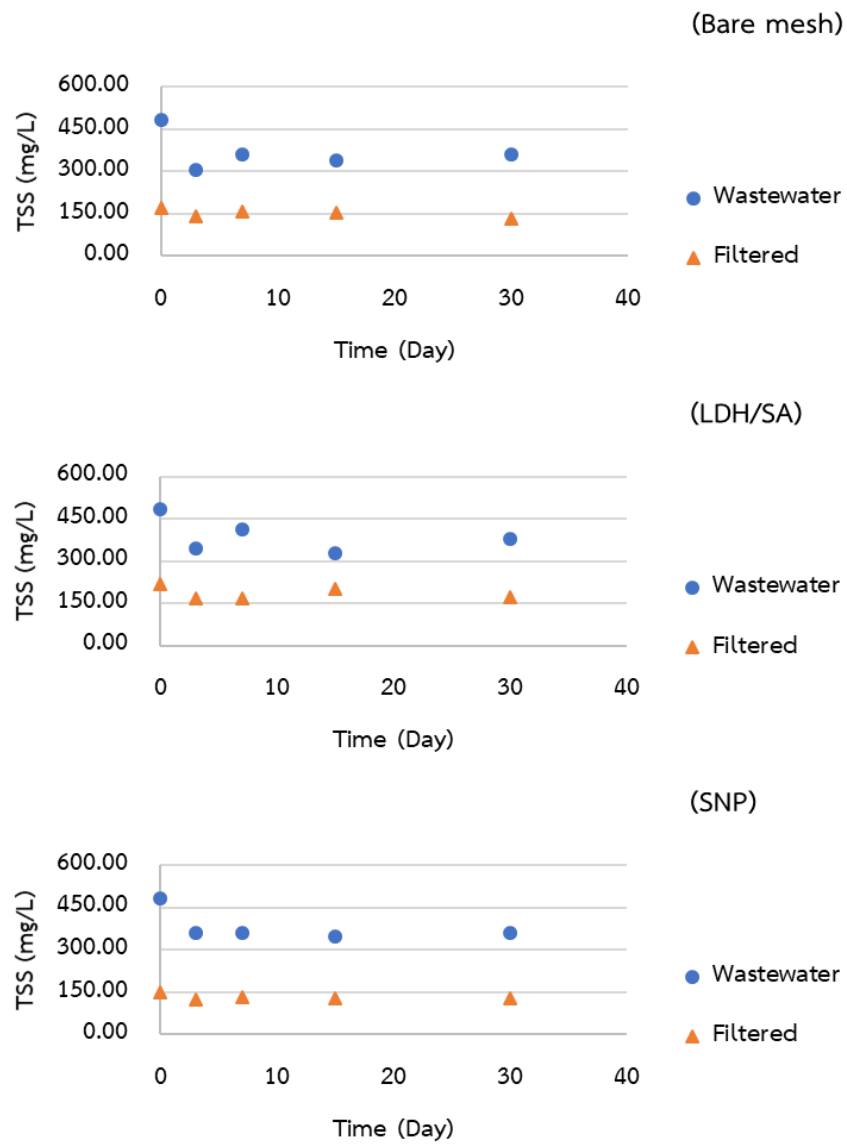 (Bare mesh)
600.00
450.00
300.00
150.00
0.00
TSS (mg/L)
0 10 20 30 40
Time (Day)
Wastewater
Filtered
(LDH/SA)
600.00
450.00
300.00
150.00
0.00
TSS (mg/L)
0 10 20 30 40
Time (Day)
Wastewater
Filtered
(SNP)
600.00
450.00
300.00
150.00
0.00
TSS (mg/L)
0 10 20 30 40
Time (Day)
Wastewater
Filtered